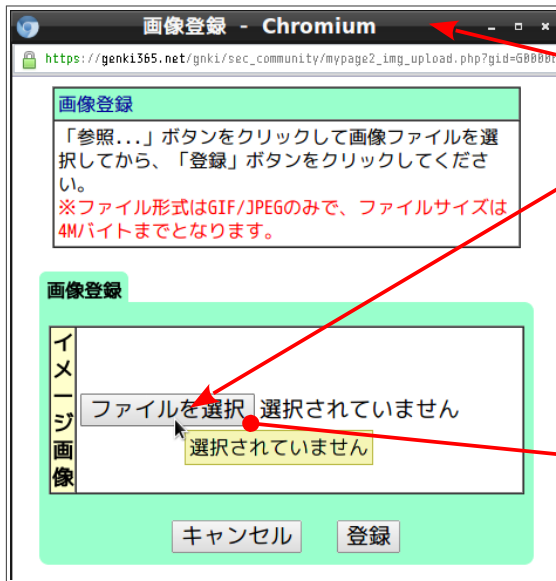 画像登録 - Chromium
https://genki365.net/gnki/sec_community/mypage2_img_upload.php?gid=G0000
画像登録
「参照...」ボタンをクリックして画像ファイルを選
択してから、「登録」ボタンをクリックしてくださ
い。
※ファイル形式はGIF/JPEGのみで、ファイルサイズは
4Mバイトまでとなります。
画像登録
イメージ画像
ファイルを選択 選択されていません
選択されていません
キャンセル 登録